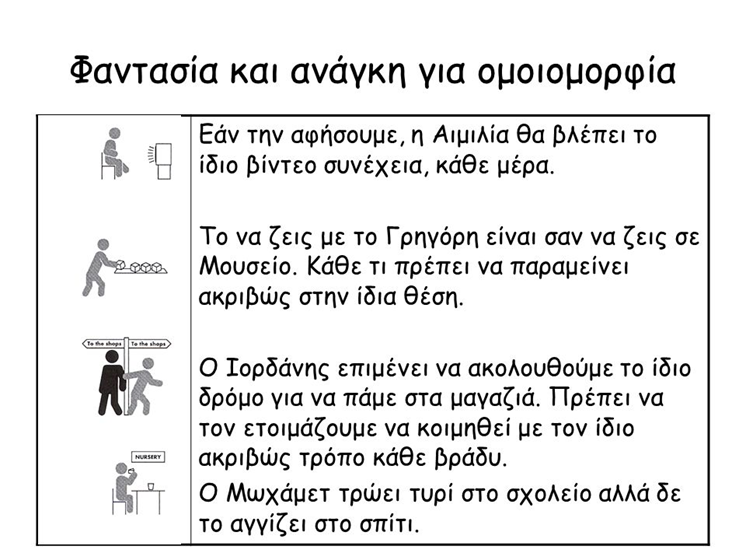 Φαντασία και ανάγκη για ομοιομορφία
Εάν την αφήσουμε, η Αιμιλία θα βλέπει το
ίδιο βίντεο συνέχεια, κάθε μέρα.
Το να ζεις με το Γρηγόρη είναι σαν να ζεις σε
Μουσείο. Κάθε τι πρέπει να παραμείνει
ακριβώς στην ίδια θέση.
To the shops To the shops
Ο Ιορδάνης επιμένει να ακολουθούμε το ίδιο
δρόμο για να πάμε στα μαγαζιά. Πρέπει να
τον ετοιμάζουμε να κοιμηθεί με τον ίδιο
ακριβώς τρόπο κάθε βράδυ.
NURSERY
Ο Μωχάμετ τρώει τυρί στο σχολείο αλλά δε
το αγγίζει στο σπίτι.